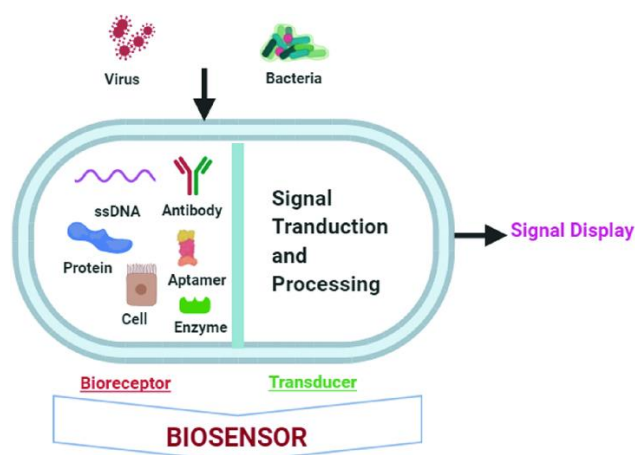 Virus
Bacteria
ssDNA
Antibody
Protein
Aptamer
Cell
Enzyme
Signal
Tranduction
and
Processing
Signal Display
Bioreceptor
Transducer
BIOSENSOR